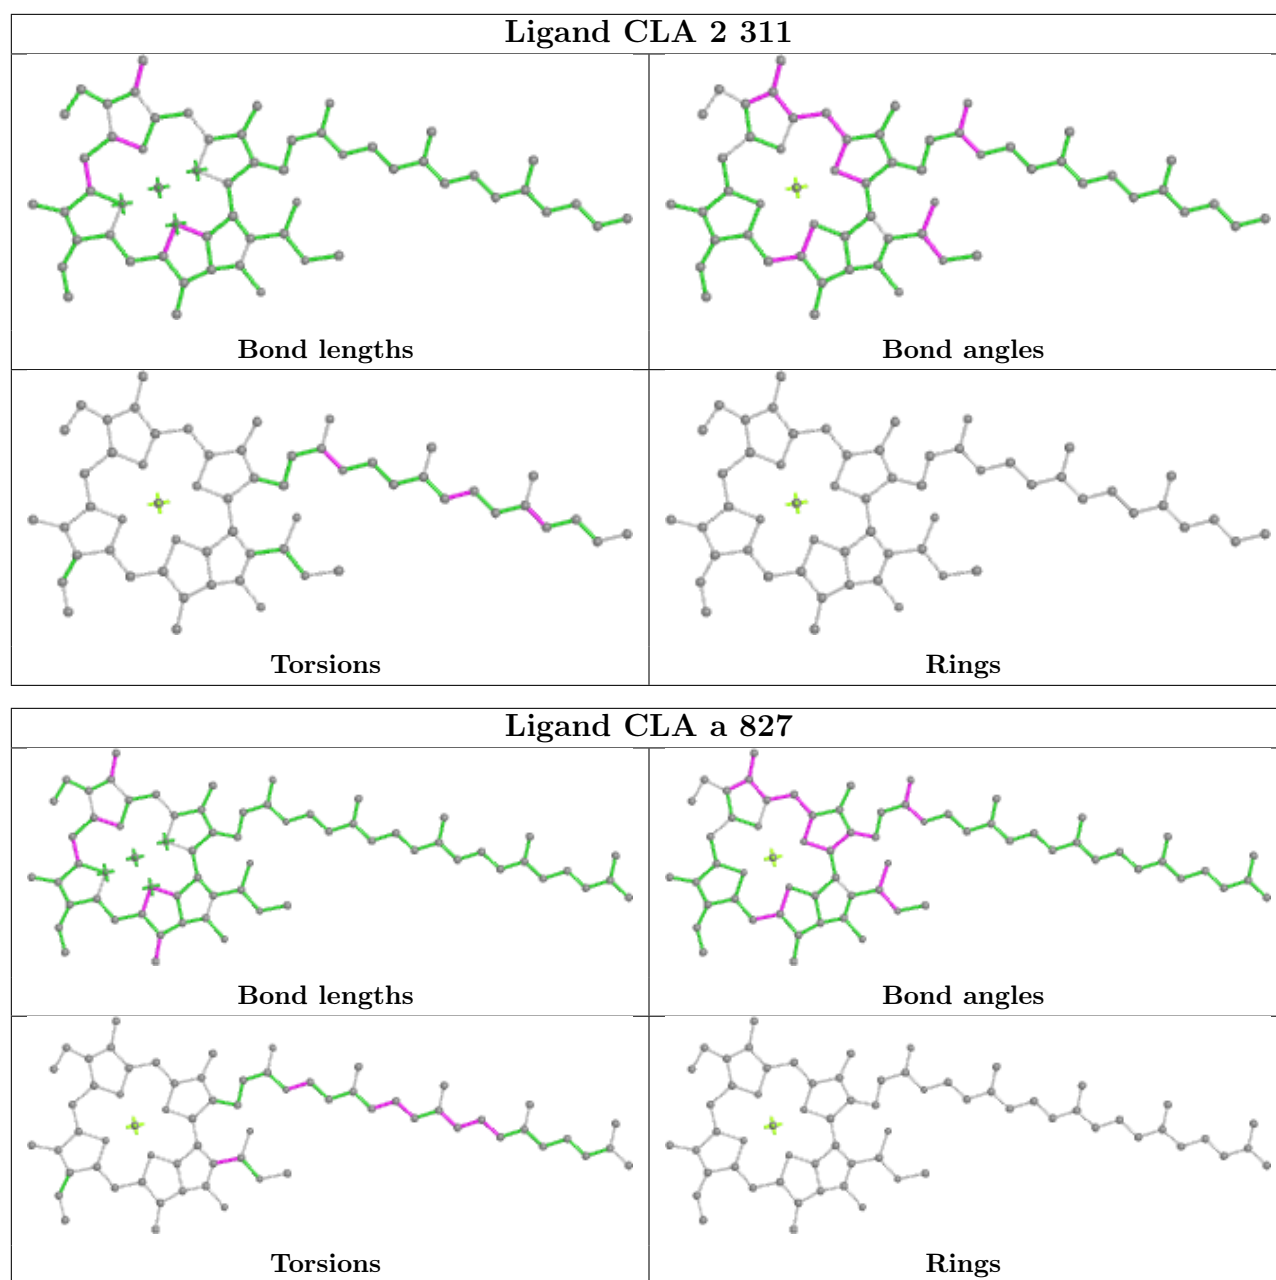 Ligand CLA 2 311
Bond lengths
Bond angles
Torsions
Rings
Ligand CLA a 827
Bond lengths
Bond angles
Torsions
Rings